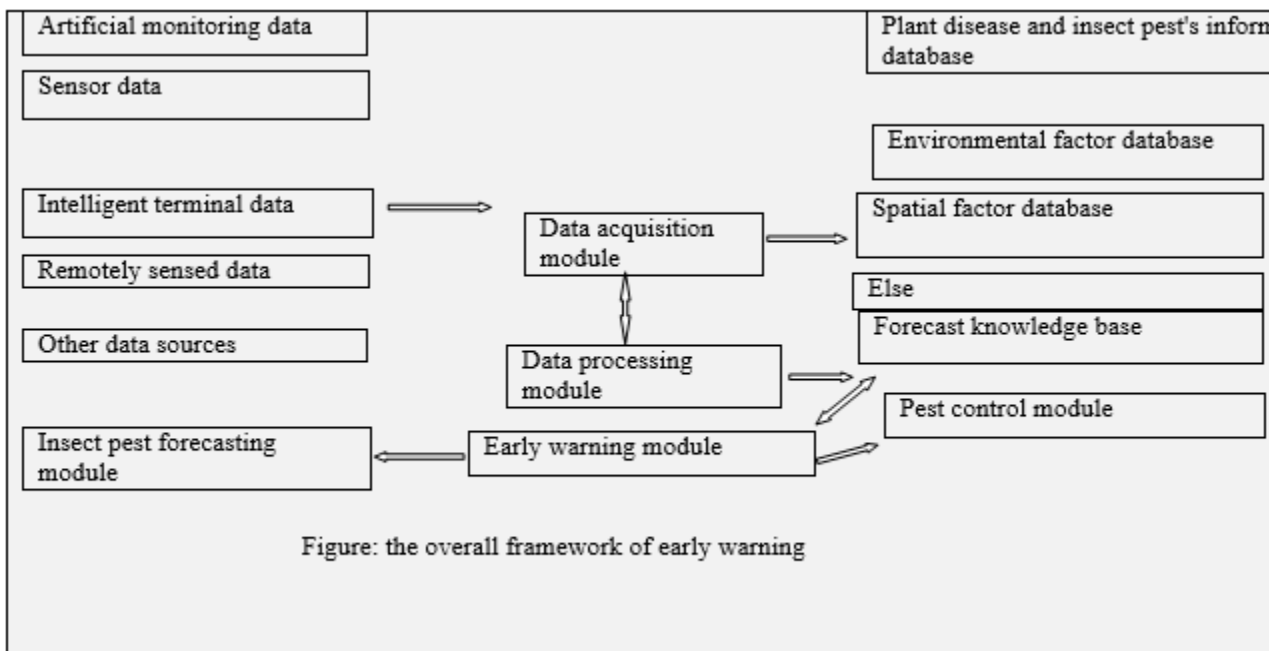 Artificial monitoring data
Plant disease and insect pest's inform
database
Sensor data
Environmental factor database
Intelligent terminal data
Spatial factor database
Data acquisition
module
Remotely sensed data
Else
Forecast knowledge base
Other data sources
Data processing
module
Pest control module
Insect pest forecasting
module
Early warning module
Figure: the overall framework of early warning